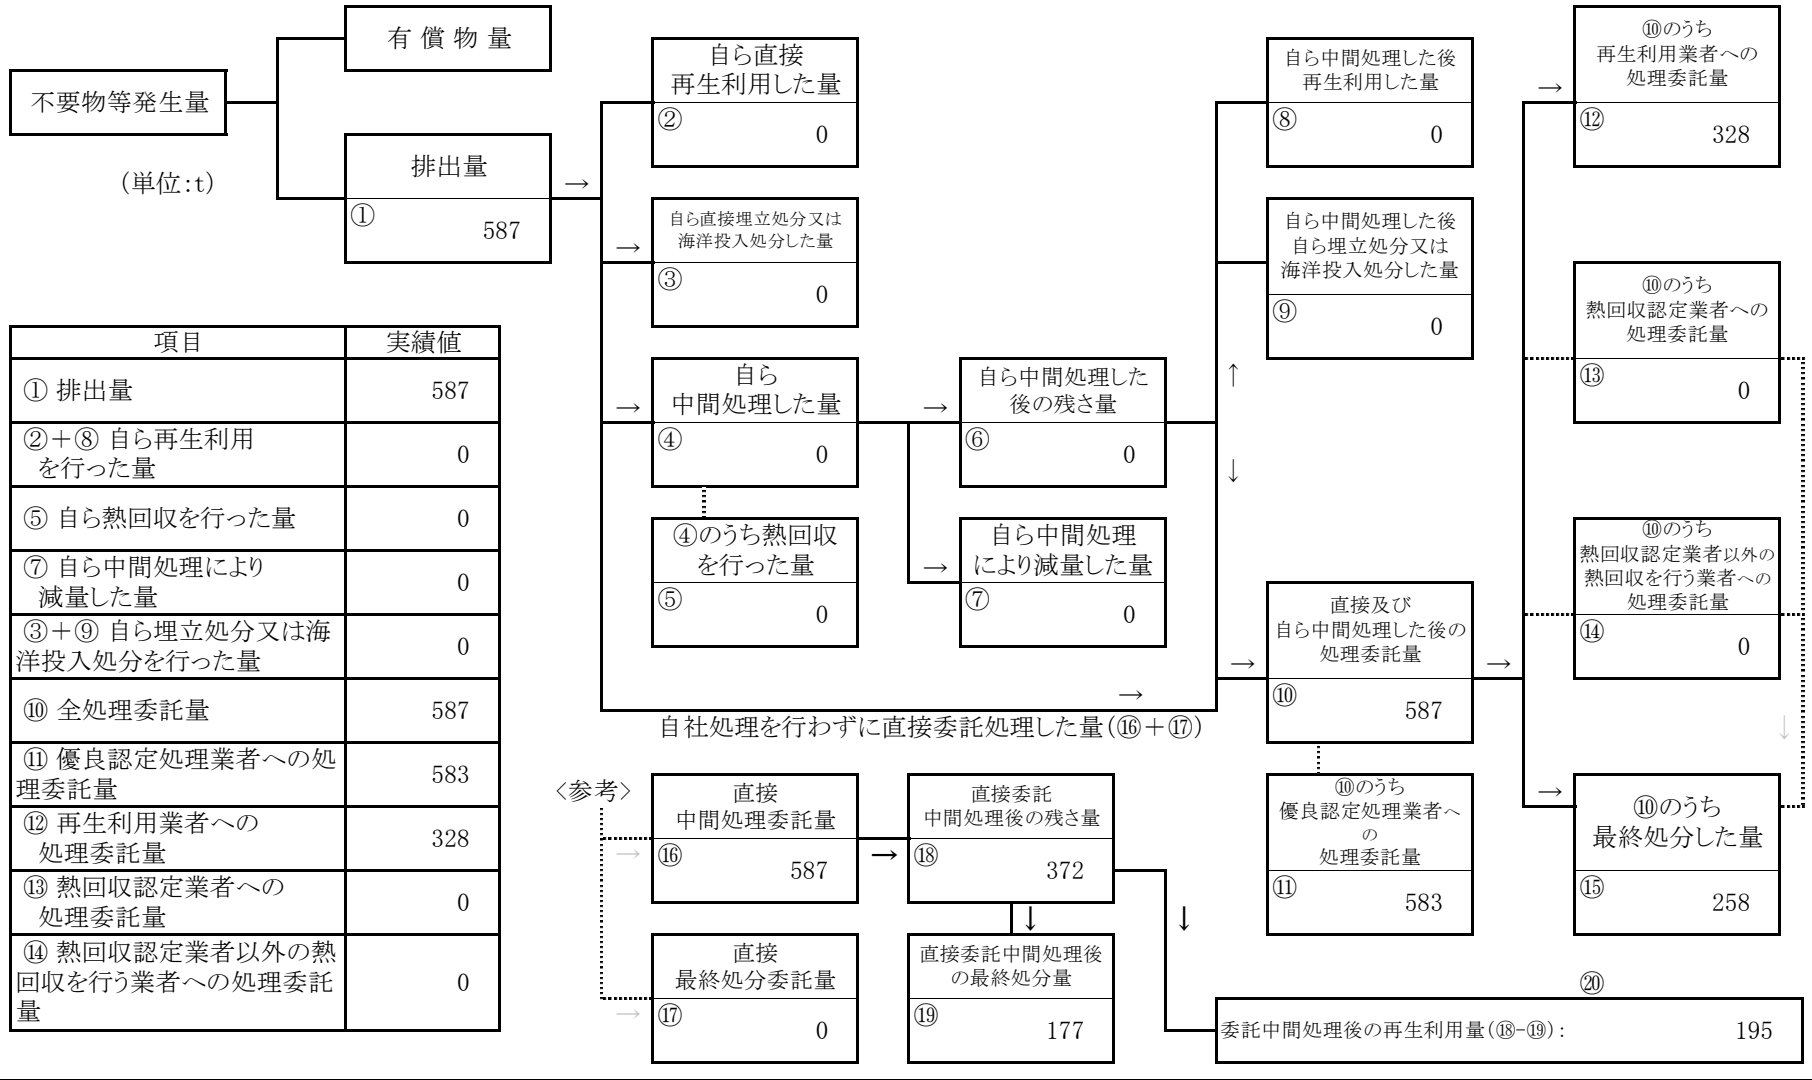 有償物量
不要物等発生量
(単位:t)
排出量
①
587
→
自ら直接
再生利用した量
②
0
→
自ら直接埋立処分又は
海洋投入処分した量
③
0
→
自ら
中間処理した量
④
0
④のうち熱回収
を行った量
⑤
0
→
自ら中間処理した
後の残さ量
⑥
0
→
自ら中間処理
により減量した量
⑦
0
自ら中間処理した後
再生利用した量
⑧
0
自ら中間処理した後
自ら埋立処分又は
海洋投入処分した量
⑨
0
↑
↓
→
自社処理を行わずに直接委託処理した量(⑯+⑰)
→
直接及び
自ら中間処理した後の
処理委託量
⑩
587
⑩のうち
優良認定処理業者へ
の
処理委託量
⑪
583
→
→
⑩のうち
再生利用業者への
処理委託量
⑫
328
⑩のうち
熱回収認定業者への
処理委託量
⑬
0
⑩のうち
熱回収認定業者以外の
熱回収を行う業者への
処理委託量
⑭
0
↓
→
⑩のうち
最終処分した量
⑮
258
項目 実績値
① 排出量 587
②+⑧ 自ら再生利用
を行った量 0
⑤ 自ら熱回収を行った量 0
⑦ 自ら中間処理により
減量した量 0
③+⑨ 自ら埋立処分又は海
洋投入処分を行った量 0
⑩ 全処理委託量 587
⑪ 優良認定処理業者への処
理委託量 583
⑫ 再生利用業者への
処理委託量 328
⑬ 熱回収認定業者への
処理委託量 0
⑭ 熱回収認定業者以外の熱
回収を行う業者への処理委託
量 0
<参考>
→
直接
中間処理委託量
⑯
587
→
直接委託
中間処理後の残さ量
⑱
372
↓
↓
→
直接
最終処分委託量
⑰
0
直接委託中間処理後
の最終処分量
⑲
177
⑳
委託中間処理後の再生利用量(⑱-⑲): 195